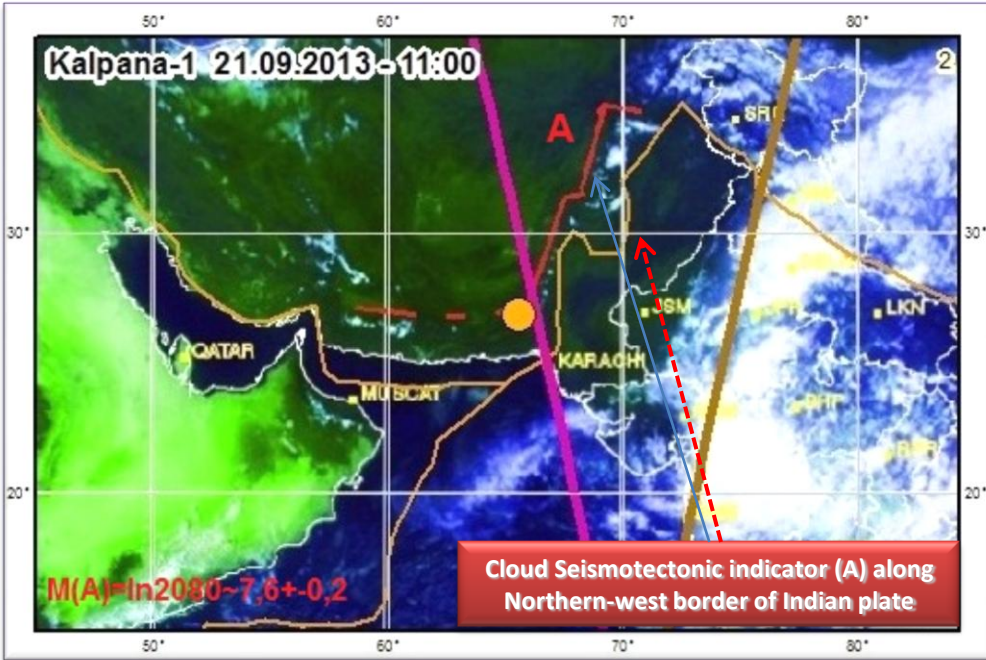 50° 60° 70° 80°
Kalpana-1 21.09.2013 - 11:00
2
A
SRI
30° 30°
JSM
LKN
QATAR
KARACHI
MUSCAT
20° 20°
M(A)=ln2080~7,6+-0,2
Cloud Seismotectonic indicator (A) along
Northern-west border of Indian plate
50° 60° 70° 80°